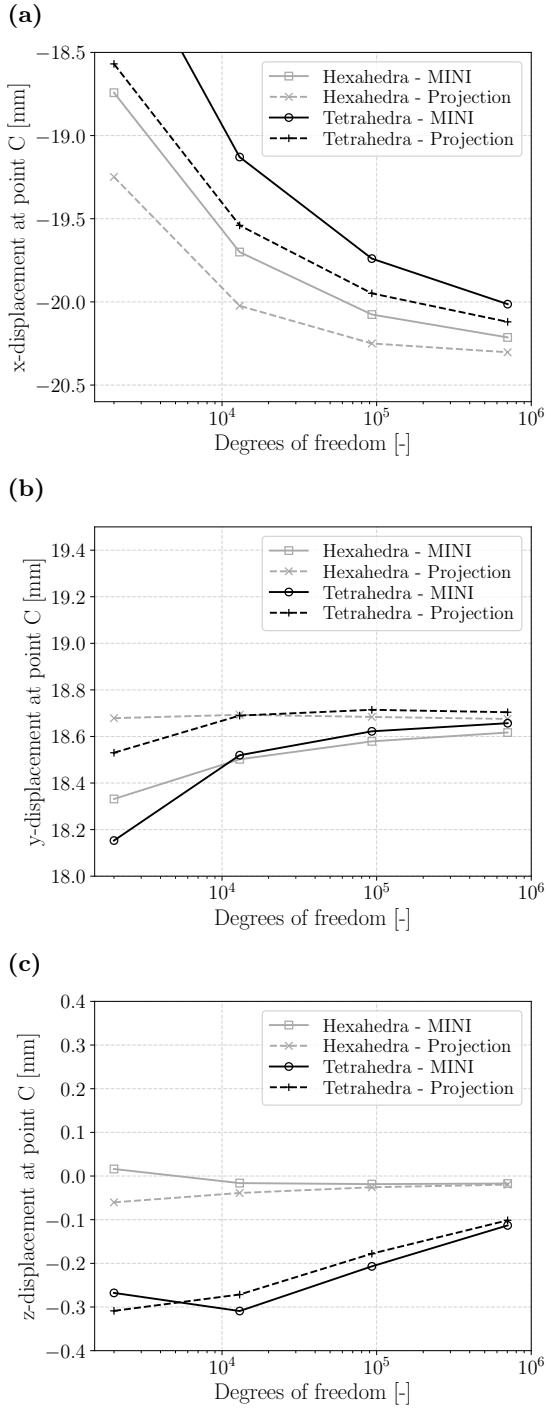 (a)
−18.5
−19.0
−19.5
−20.0
−20.5
x-displacement at point C [mm]
Hexahedra - MINI
Hexahedra - Projection
Tetrahedra - MINI
Tetrahedra - Projection
10^4
10^5
10^6
Degrees of freedom [-]
(b)
19.4
19.2
19.0
18.8
18.6
18.4
18.2
18.0
y-displacement at point C [mm]
Hexahedra - MINI
Hexahedra - Projection
Tetrahedra - MINI
Tetrahedra - Projection
10^4
10^5
10^6
Degrees of freedom [-]
(c)
0.4
0.3
0.2
0.1
0.0
−0.1
−0.2
−0.3
−0.4
z-displacement at point C [mm]
Hexahedra - MINI
Hexahedra - Projection
Tetrahedra - MINI
Tetrahedra - Projection
10^4
10^5
10^6
Degrees of freedom [-]